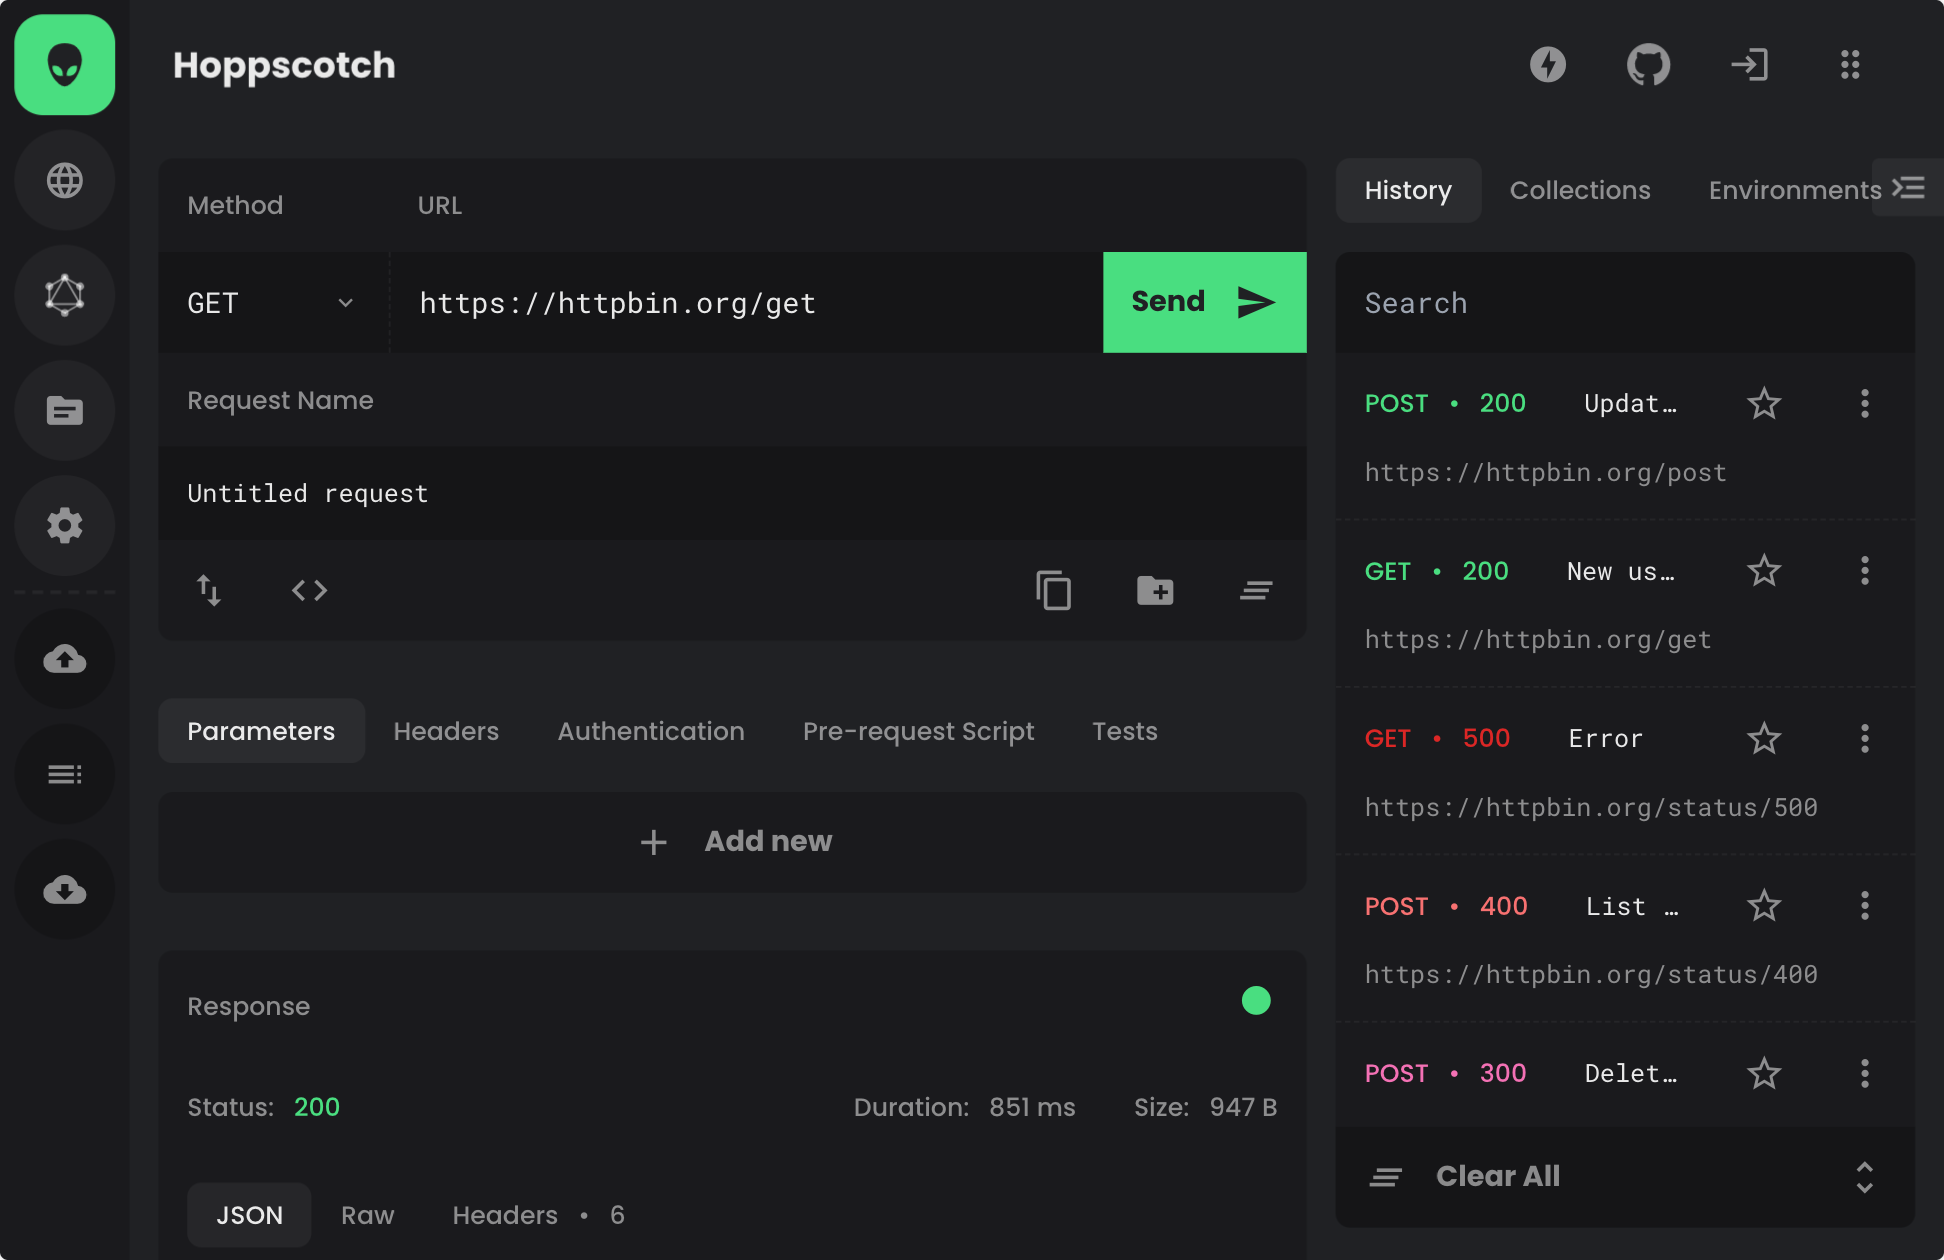 Hoppscotch
Method URL
GET https://httpbin.org/get Send
Request Name
Untitled request
Parameters Headers Authentication Pre-request Script Tests
Add new
Response
Status: 200 Duration: 851 ms Size: 947 B
JSON Raw Headers • 6
History Collections Environments
Search
POST • 200 Updat…
https://httpbin.org/post
GET • 200 New us…
https://httpbin.org/get
GET • 500 Error
https://httpbin.org/status/500
POST • 400 List …
https://httpbin.org/status/400
POST • 300 Delet…
Clear All